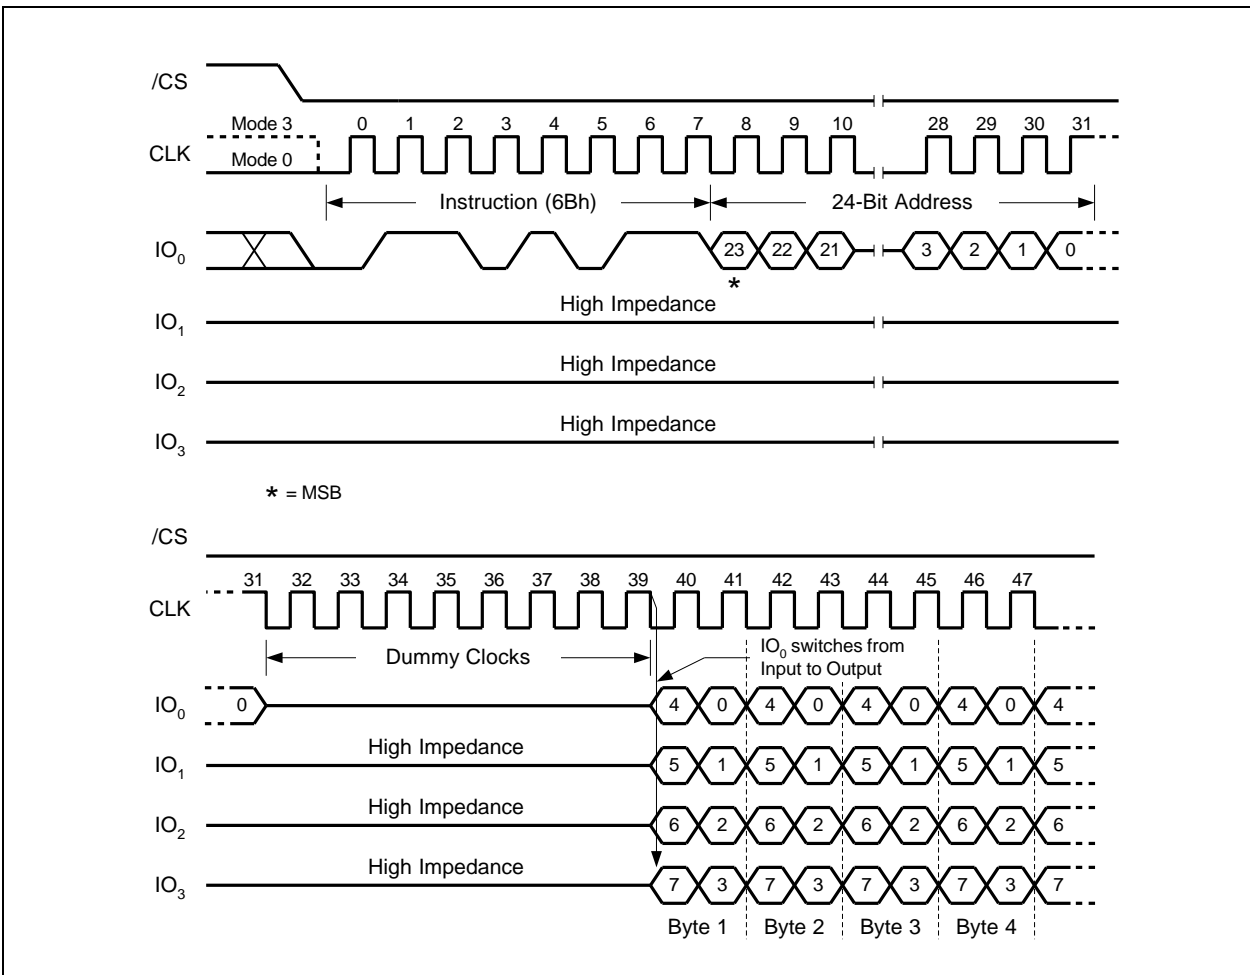 /CS
Mode 3 0 1 2 3 4 5 6 7 8 9 10 28 29 30 31
CLK
Mode 0
Instruction (6Bh) 24-Bit Address
IO0 23 22 21 3 2 1 0
*
High Impedance
IO1
High Impedance
IO2
High Impedance
IO3
* = MSB
/CS
31 32 33 34 35 36 37 38 39 40 41 42 43 44 45 46 47
CLK
Dummy Clocks
IO0 switches from
Input to Output
IO0 0 4 0 4 0 4 0 4 0 4
High Impedance
IO1 5 1 5 1 5 1 5 1 5
High Impedance
IO2 6 2 6 2 6 2 6 2 6
High Impedance
IO3 7 3 7 3 7 3 7 3 7
Byte 1 Byte 2 Byte 3 Byte 4